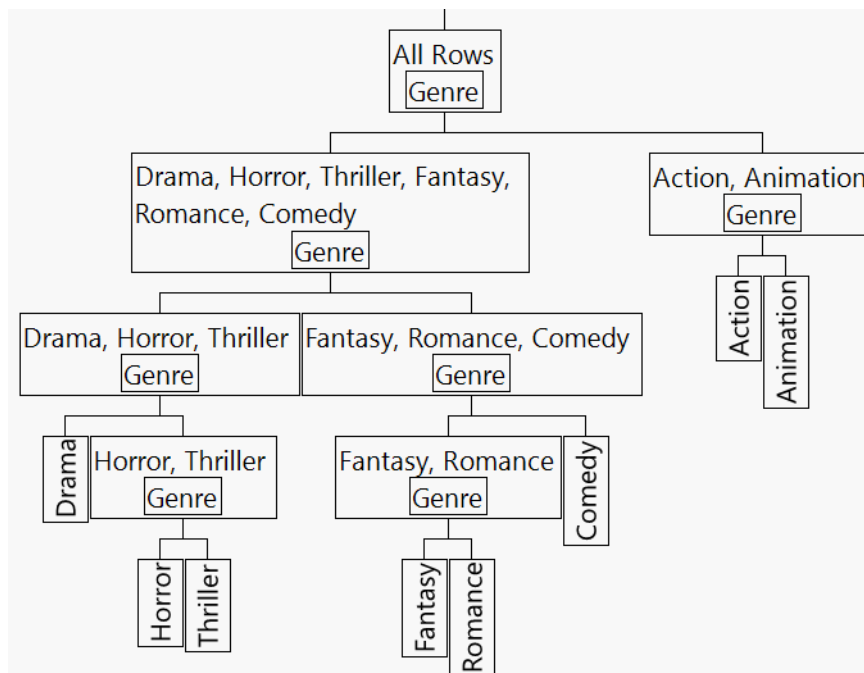 All Rows
Genre
Drama, Horror, Thriller, Fantasy,
Romance, Comedy
Genre
Action, Animation
Genre
Action
Animation
Drama, Horror, Thriller
Genre
Fantasy, Romance, Comedy
Genre
Drama
Horror, Thriller
Genre
Fantasy, Romance
Genre
Comedy
Horror
Thriller
Fantasy
Romance